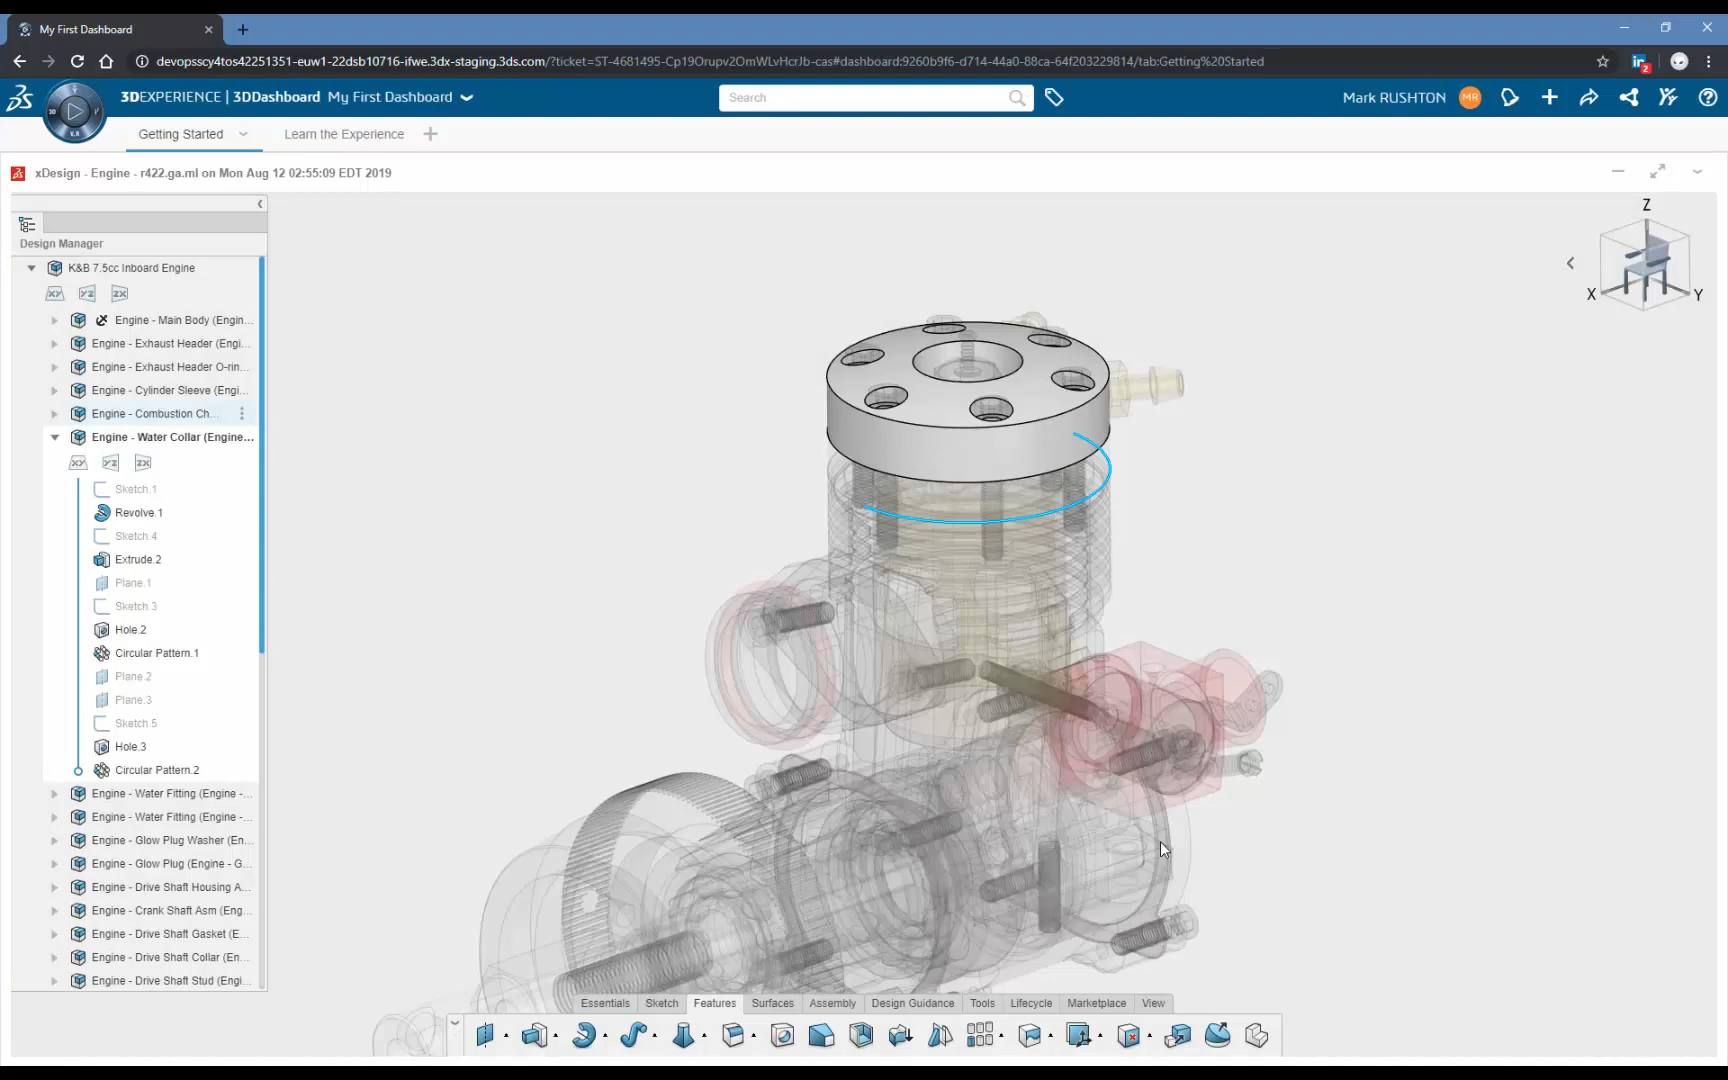 My First Dashboard
devopsscy4tos42251351-euw1-22dsb10716-ifwe.3dx-staging.3ds.com/?ticket=ST-4681495-Cp19Orupv2OmWLvHcrJb-cas#dashboard:9260b9f6-d714-44a0-88ca-64f203229814/tab:Getting%20Started
2
3DEXPERIENCE | 3DDashboard My First Dashboard
Search
Mark RUSHTON
MR
3D
V.R
Getting Started
Learn the Experience
xDesign - Engine - r422.ga.ml on Mon Aug 12 02:55:09 EDT 2019
Design Manager
K&B 7.5cc Inboard Engine
XY YZ ZX
Engine - Main Body (Engin...
Engine - Exhaust Header (Engi...
Engine - Exhaust Header O-rin...
Engine - Cylinder Sleeve (Engi...
Engine - Combustion Ch...
Engine - Water Collar (Engine...
XY YZ ZX
Sketch.1
Revolve.1
Sketch.4
Extrude.2
Plane.1
Sketch.3
Hole.2
Circular Pattern.1
Plane.2
Plane.3
Sketch.5
Hole.3
Circular Pattern.2
Engine - Water Fitting (Engine -...
Engine - Water Fitting (Engine -...
Engine - Glow Plug Washer (En...
Engine - Glow Plug (Engine - G...
Engine - Drive Shaft Housing A...
Engine - Crank Shaft Asm (Eng...
Engine - Drive Shaft Gasket (E...
Engine - Drive Shaft Collar (En...
Engine - Drive Shaft Stud (Engi...
Z
X
Y
Essentials Sketch Features Surfaces Assembly Design Guidance Tools Lifecycle Marketplace View